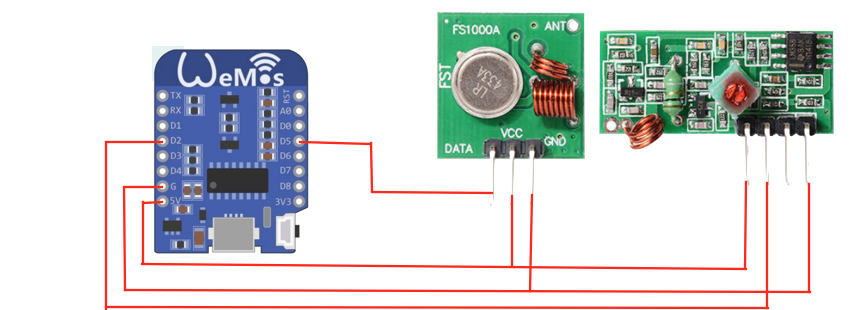 WeMos
TX
RX
D1
D2
D3
D4
G
5V
RST
A0
D0
D5
D6
D7
D8
3V3
FS1000A
ANT
FST
433A
VCC
DATA
GND